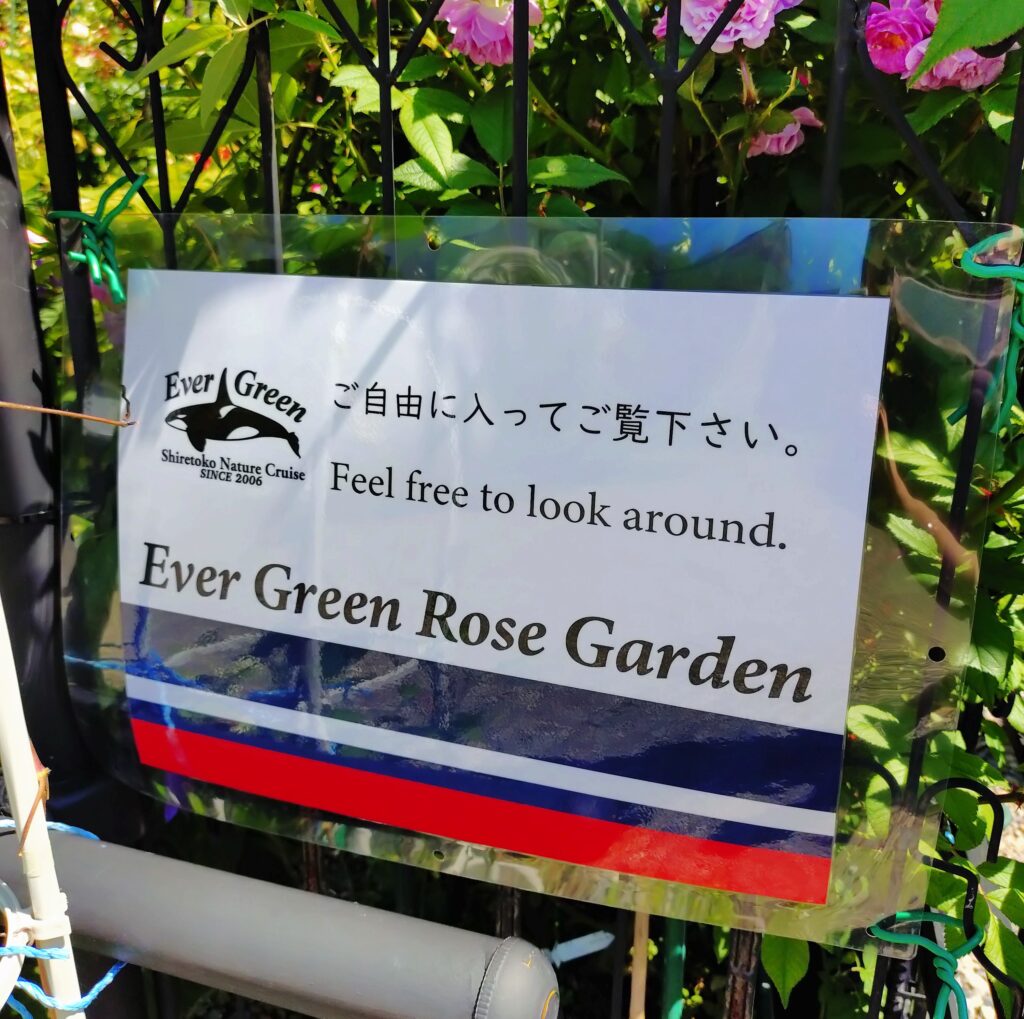 Ever Green
Shiretoko Nature Cruise
SINCE 2006
ご自由に入ってご覧下さい。
Feel free to look around.
Ever Green Rose Garden